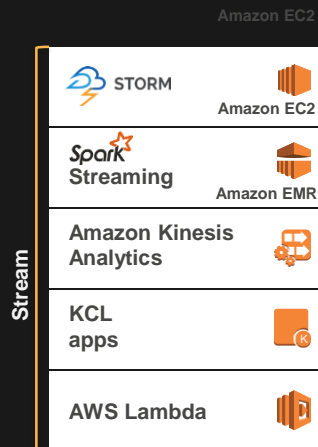 Amazon EC2
STORM
Amazon EC2
Spark
Streaming
Amazon EMR
Amazon Kinesis
Analytics
Stream
KCL
apps
K
AWS Lambda